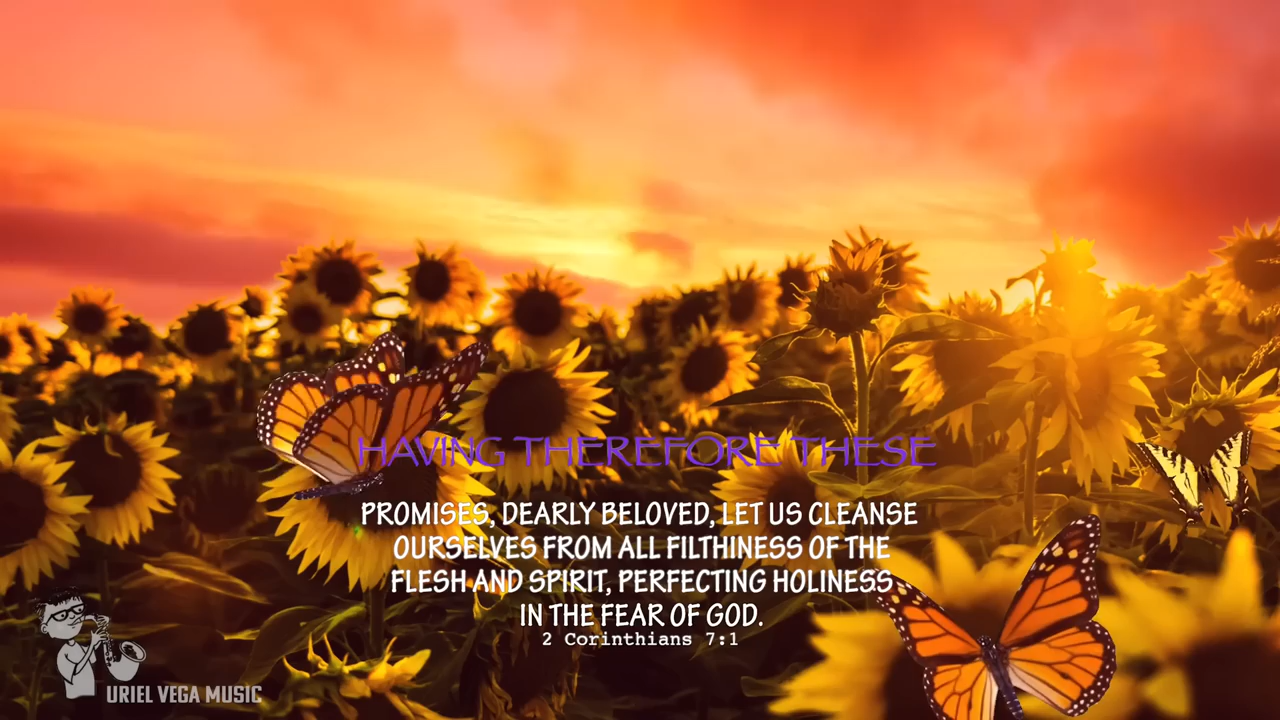 HAVING THEREFORE THESE
PROMISES, DEARLY BELOVED, LET US CLEANSE
OURSELVES FROM ALL FILTHINESS OF THE
FLESH AND SPIRIT, PERFECTING HOLINESS
IN THE FEAR OF GOD.
2 Corinthians 7:1
URIEL VEGA MUSIC